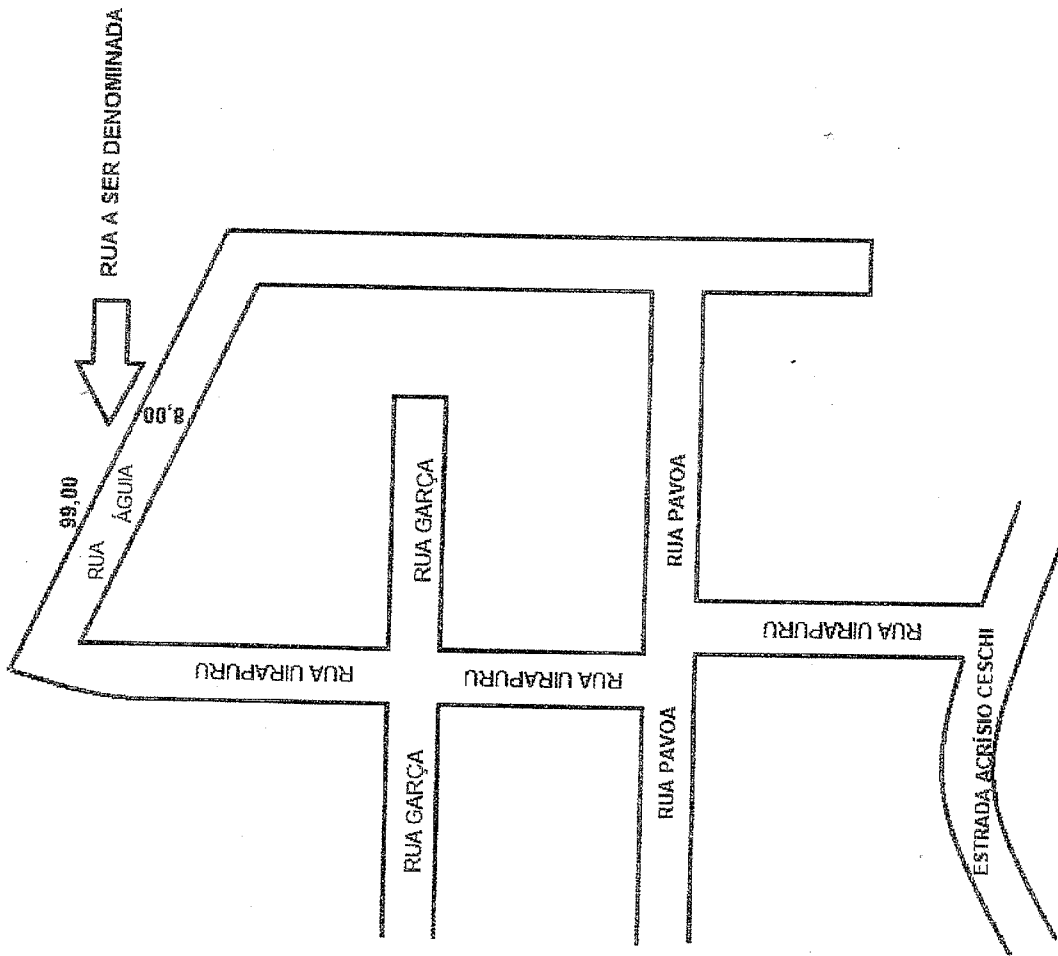 RUA A SER DENOMINADA
99,00
8,00
RUA ÁGUIA
RUA UIRAPURU
RUA GARÇA
RUA GARÇA
RUA UIRAPURU
RUA PAVOA
RUA PAVOA
RUA UIRAPURU
ESTRADA ACRÍSIO CESCHI